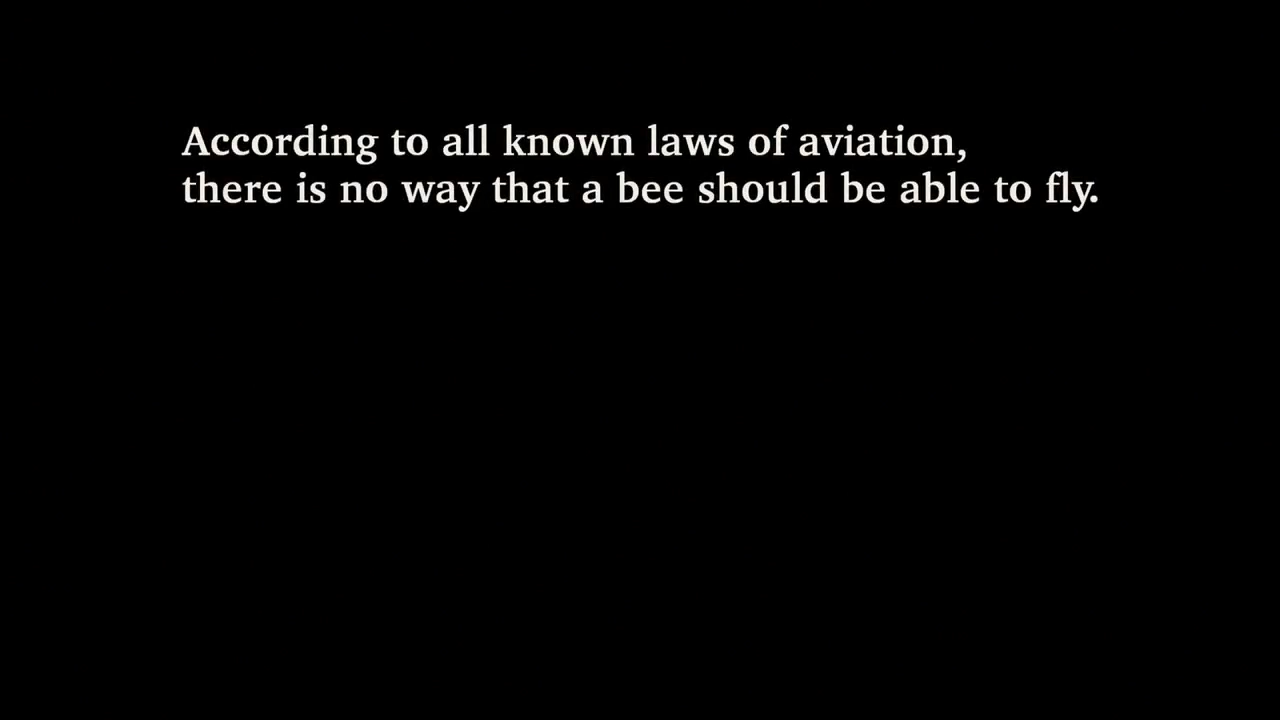 According to all known laws of aviation,
there is no way that a bee should be able to fly.